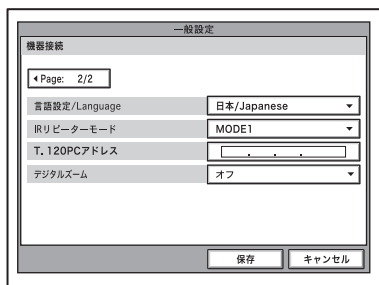 一般設定
機器接続
Page: 2/2
言語設定/Language 日本/Japanese
IRリピーターモード MODE1
T. 120PCアドレス . . .
デジタルズーム オフ
保存 キャンセル